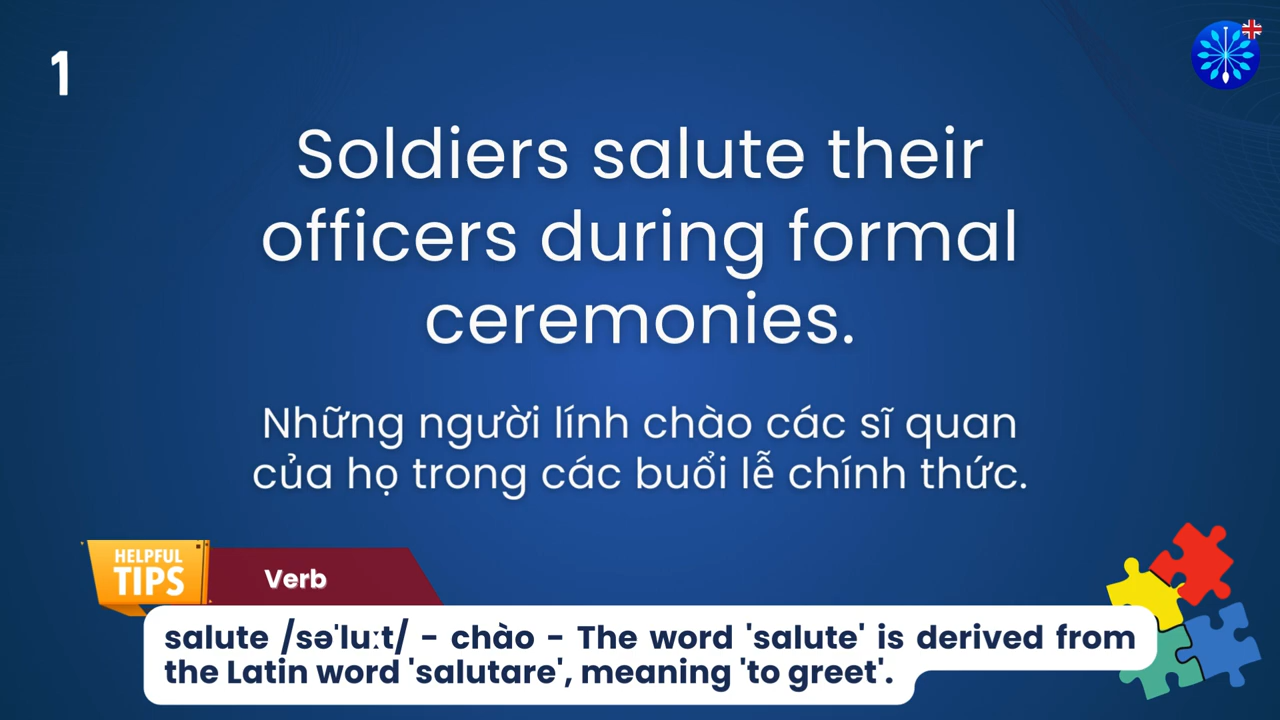 1
Soldiers salute their
officers during formal
ceremonies.
Những người lính chào các sĩ quan
của họ trong các buổi lễ chính thức.
HELPFUL
TIPS
Verb
salute /səˈluːt/ - chào - The word 'salute' is derived from
the Latin word 'salutare', meaning 'to greet'.